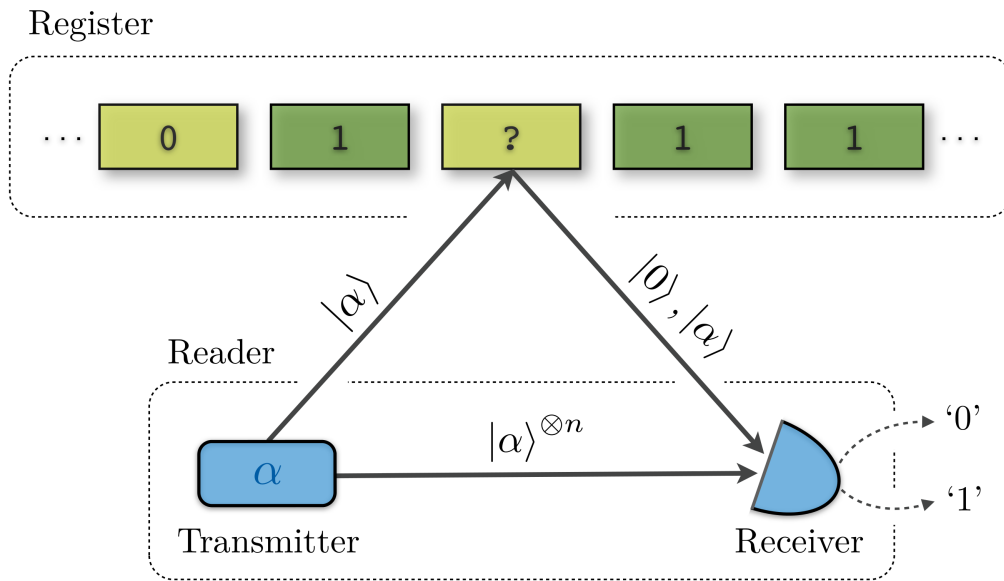 Register
... 0 1 ? 1 1 ...
|α⟩
|0⟩, |α⟩
Reader
|α⟩^{⊗n}
α
‘0’
‘1’
Transmitter
Receiver